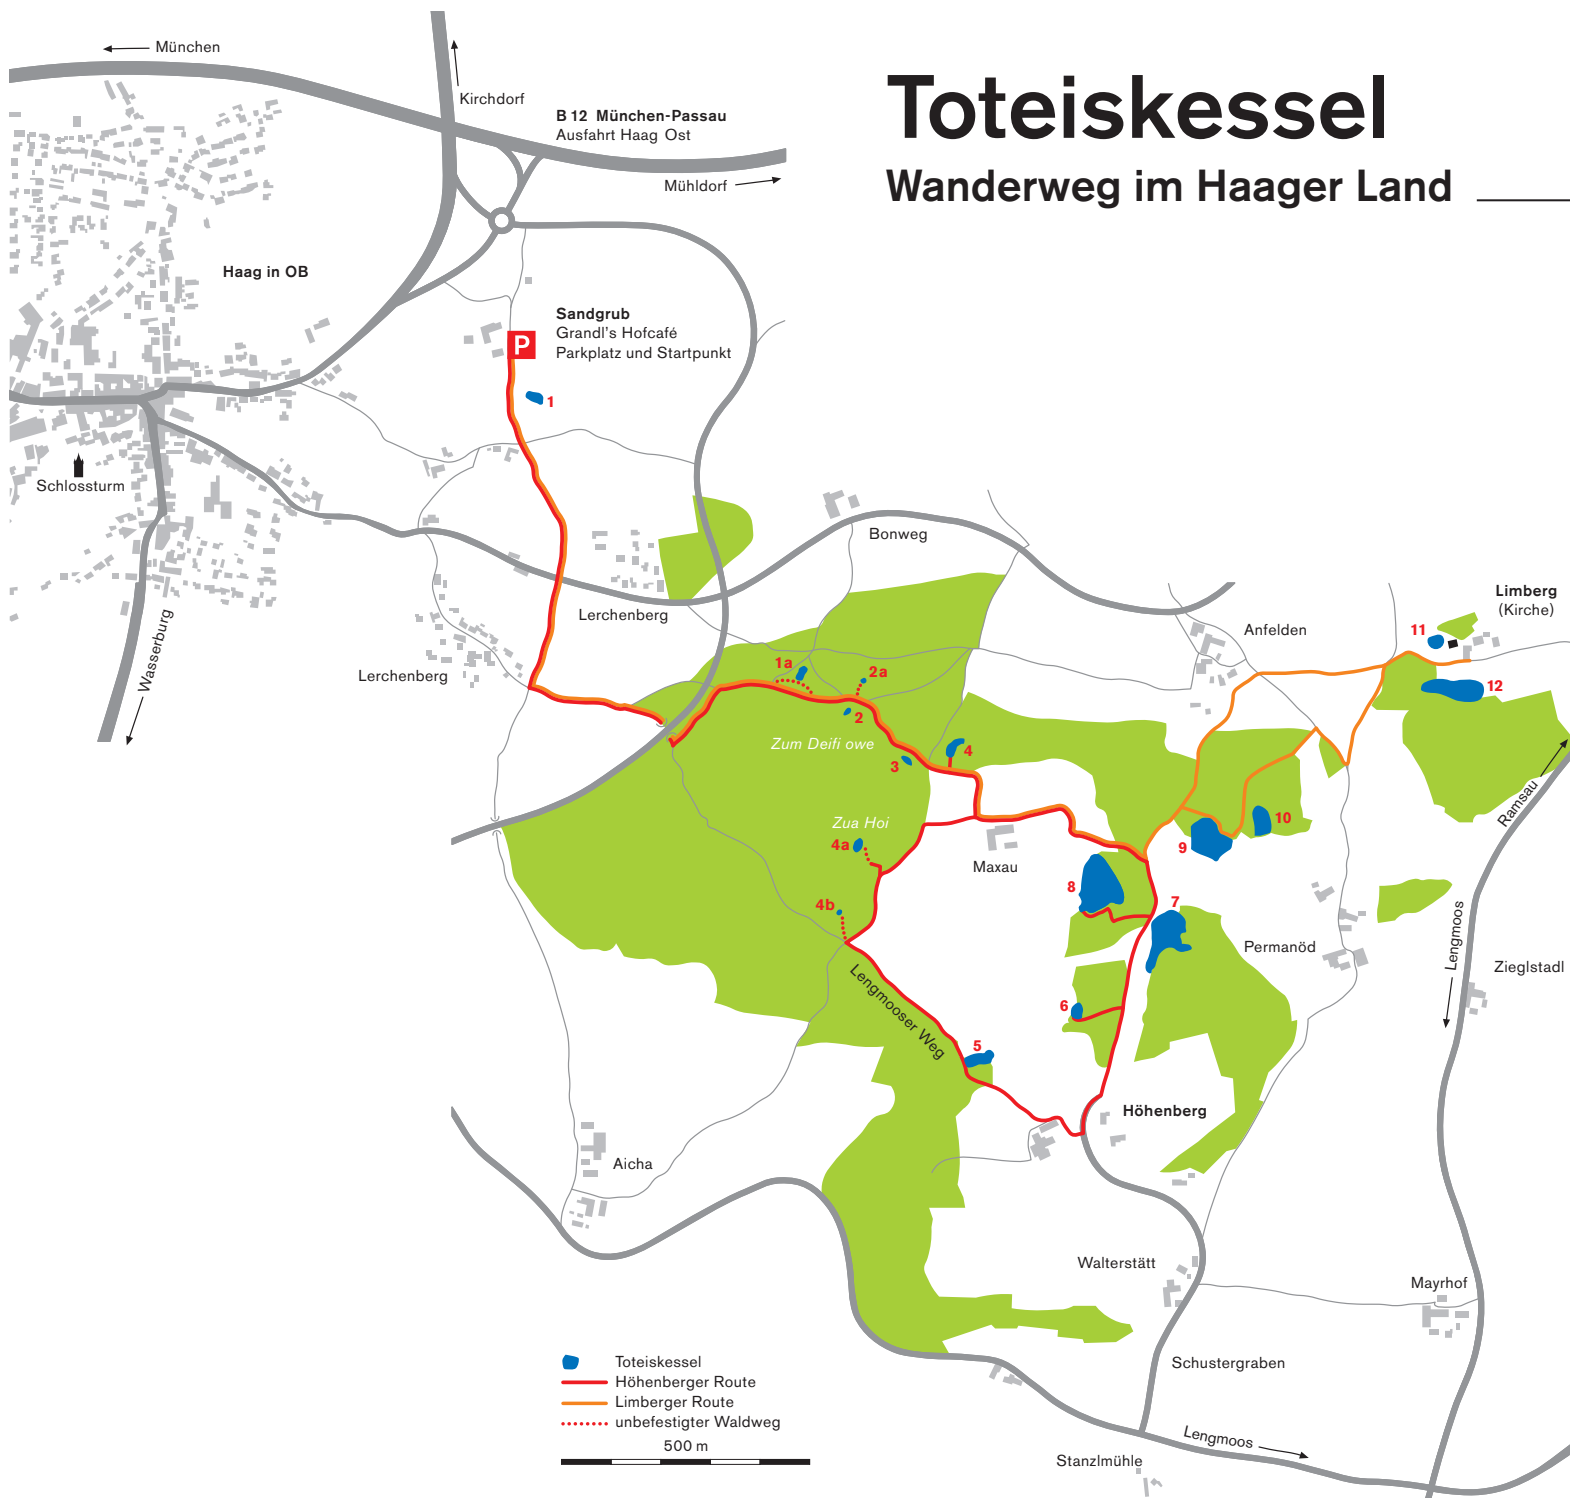 Toteiskessel
Wanderweg im Haager Land
München
Kirchdorf
B 12 München-Passau
Ausfahrt Haag Ost
Mühldorf
Haag in OB
Sandgrub
Grandl's Hofcafé
Parkplatz und Startpunkt
P
1
Schlossturm
Wasserburg
Lerchenberg
Lerchenberg
Bonweg
Anfelden
Limberg
(Kirche)
11
12
1a
2a
2
Zum Deifi owe
3
4
Zua Hoi
4a
4b
Maxau
8
7
9
10
Ramsau
Lengmoos
Permanöd
Zieglstadl
Lengmooser Weg
6
5
Höhenberg
Aicha
Walterstätt
Mayrhof
Schustergraben
Lengmoos
Stanzlmühle
Toteiskessel
Höhenberger Route
Limberger Route
unbefestigter Waldweg
500 m